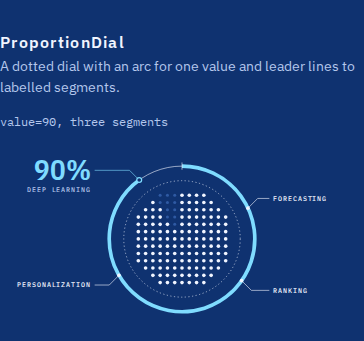 ProportionDial
A dotted dial with an arc for one value and leader lines to
labelled segments.
value=90, three segments
90%
DEEP LEARNING
FORECASTING
PERSONALIZATION
RANKING